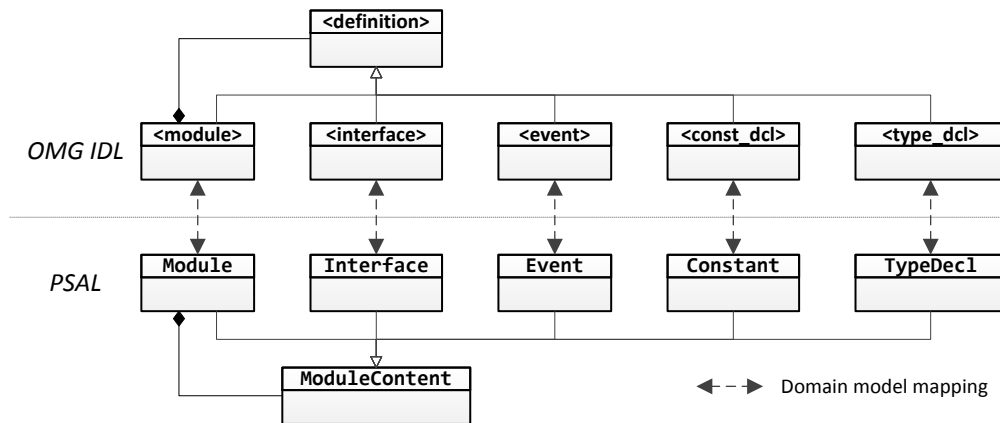 <definition>
<module>
<interface>
<event>
<const_dcl>
<type_dcl>
OMG IDL
Module
Interface
Event
Constant
TypeDecl
PSAL
ModuleContent
Domain model mapping